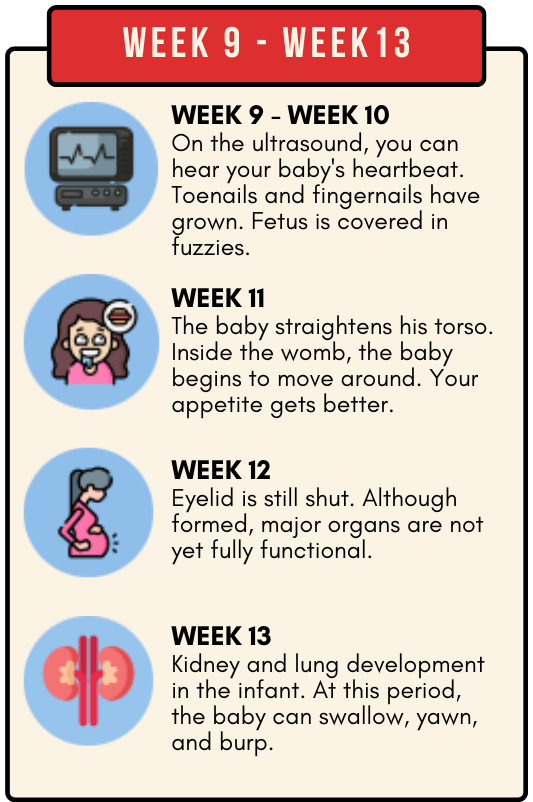 WEEK 9 - WEEK13
WEEK 9 - WEEK 10
On the ultrasound, you can
hear your baby's heartbeat.
Toenails and fingernails have
grown. Fetus is covered in
fuzzies.
WEEK 11
The baby straightens his torso.
Inside the womb, the baby
begins to move around. Your
appetite gets better.
WEEK 12
Eyelid is still shut. Although
formed, major organs are not
yet fully functional.
WEEK 13
Kidney and lung development
in the infant. At this period,
the baby can swallow, yawn,
and burp.